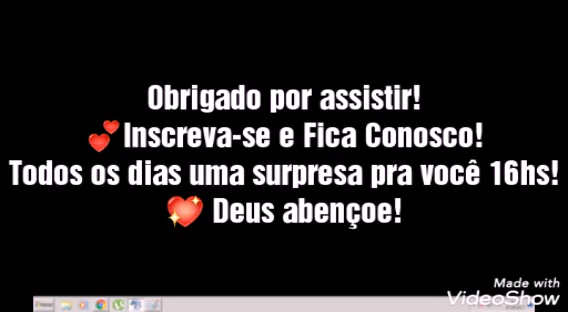 Obrigado por assistir!
💕Inscreva-se e Fica Conosco!
Todos os dias uma surpresa pra você 16hs!
💖 Deus abençoe!
Made with
VideoShow